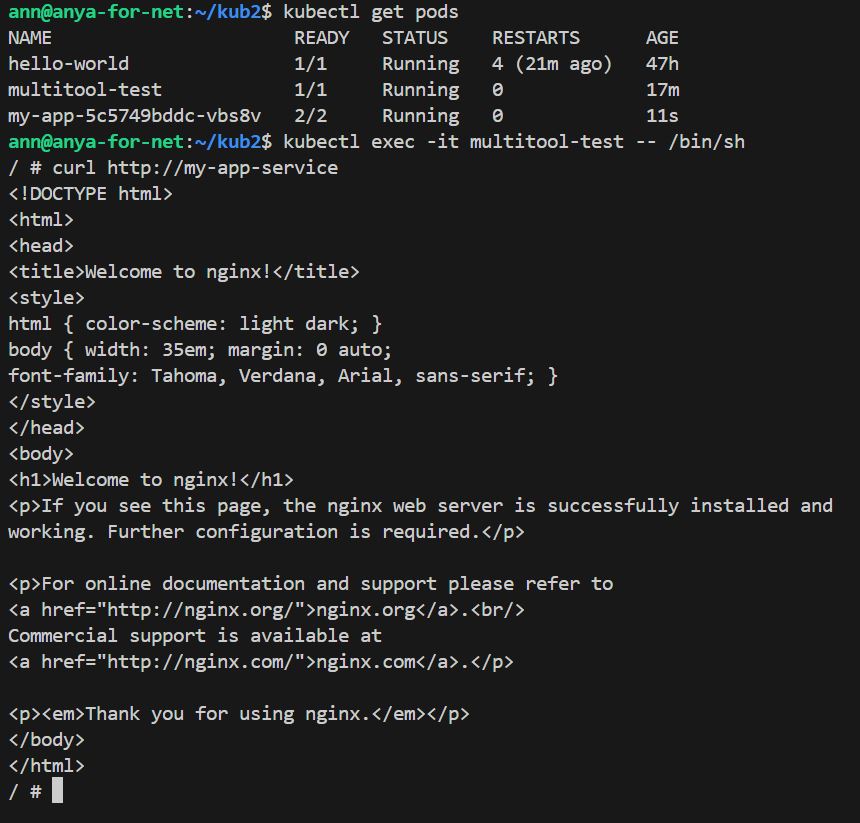 ann@anya-for-net:~/kub2$ kubectl get pods
NAME                      READY   STATUS    RESTARTS      AGE
hello-world               1/1     Running   4 (21m ago)   47h
multitool-test            1/1     Running   0             17m
my-app-5c5749bddc-vbs8v   2/2     Running   0             11s
ann@anya-for-net:~/kub2$ kubectl exec -it multitool-test -- /bin/sh
/ # curl http://my-app-service
<!DOCTYPE html>
<html>
<head>
<title>Welcome to nginx!</title>
<style>
html { color-scheme: light dark; }
body { width: 35em; margin: 0 auto;
font-family: Tahoma, Verdana, Arial, sans-serif; }
</style>
</head>
<body>
<h1>Welcome to nginx!</h1>
<p>If you see this page, the nginx web server is successfully installed and
working. Further configuration is required.</p>

<p>For online documentation and support please refer to
<a href="http://nginx.org/">nginx.org</a>.<br/>
Commercial support is available at
<a href="http://nginx.com/">nginx.com</a>.</p>

<p><em>Thank you for using nginx.</em></p>
</body>
</html>
/ #